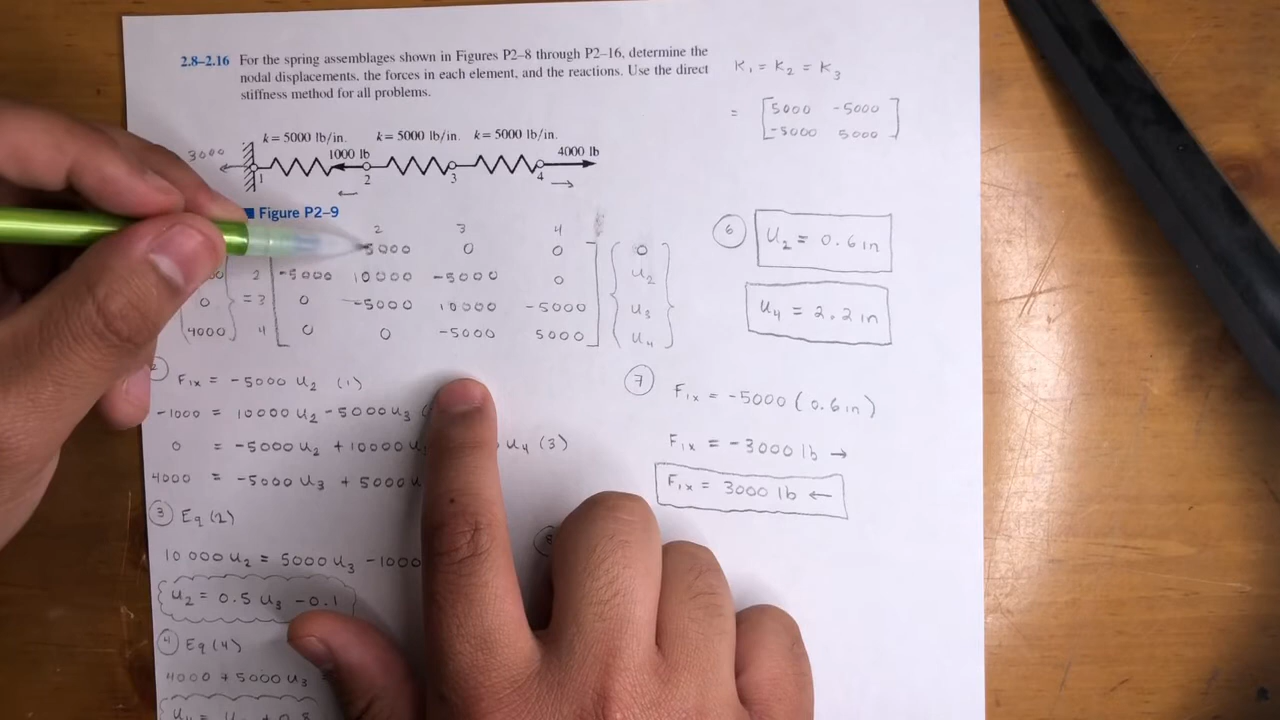 2.8–2.16 For the spring assemblages shown in Figures P2–8 through P2–16, determine the
nodal displacements, the forces in each element, and the reactions. Use the direct
stiffness method for all problems.
K₁ = K₂ = K₃
= [5000 -5000
-5000 5000]
k = 5000 lb/in. k = 5000 lb/in. k = 5000 lb/in.
3000 1000 lb 4000 lb
1 2 3 4
Figure P2–9
2 3 4
5000 0 0 0
2 -5000 10000 -5000 0 u₂
0 = 3 0 -5000 10000 -5000 u₃
4000 4 0 0 -5000 5000 u₄
F₁ₓ = -5000 u₂ (1)
-1000 = 10000 u₂ - 5000 u₃
0 = -5000 u₂ + 10000 u₄ (3)
4000 = -5000 u₃ + 5000 u
③ Eq (2)
10 000 u₂ = 5000 u₃ - 1000
u₂ = 0.5 u₃ - 0.1
④ Eq (4)
4000 + 5000 u₃
⑥ u₂ = 0.6 in
u₄ = 2.2 in
⑦ F₁ₓ = -5000 (0.6 in)
F₁ₓ = -3000 lb →
F₁ₓ = 3000 lb ←